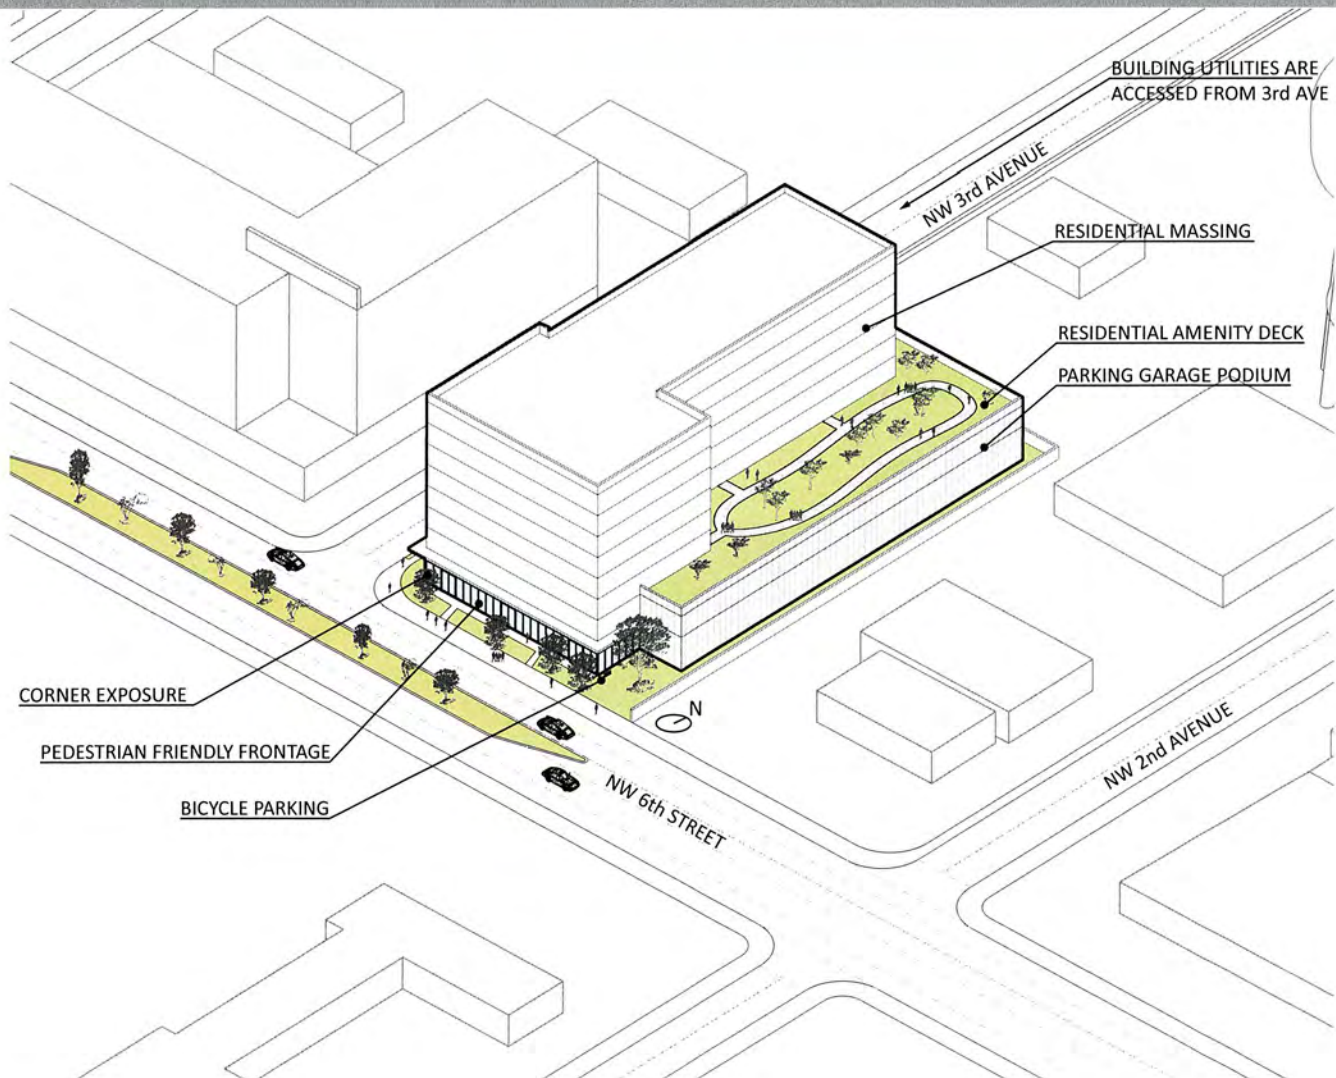 BUILDING UTILITIES ARE
ACCESSED FROM 3rd AVE
NW 3rd AVENUE
RESIDENTIAL MASSING
RESIDENTIAL AMENITY DECK
PARKING GARAGE PODIUM
CORNER EXPOSURE
N
PEDESTRIAN FRIENDLY FRONTAGE
NW 2nd AVENUE
BICYCLE PARKING
NW 6th STREET